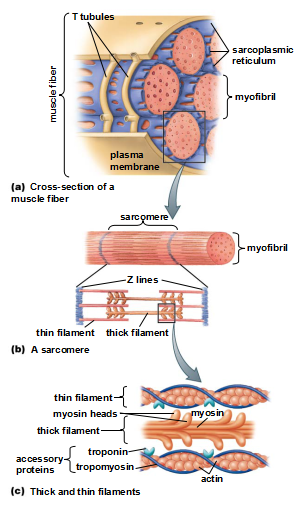 T tubules
muscle fiber
sarcoplasmic
reticulum
myofibril
plasma
membrane
(a) Cross-section of a
muscle fiber
sarcomere
myofibril
Z lines
thin filament
thick filament
(b) A sarcomere
thin filament
myosin heads
myosin
thick filament
troponin
accessory
proteins
tropomyosin
actin
(c) Thick and thin filaments